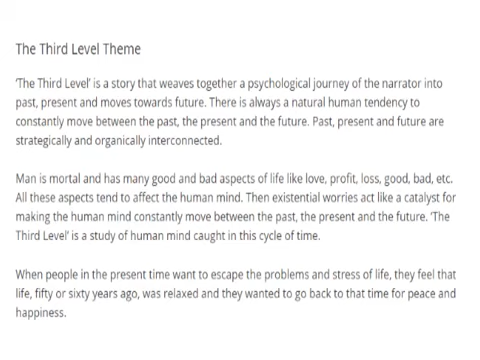 The Third Level Theme
‘The Third Level’ is a story that weaves together a psychological journey of the narrator into
past, present and moves towards future. There is always a natural human tendency to
constantly move between the past, the present and the future. Past, present and future are
strategically and organically interconnected.
Man is mortal and has many good and bad aspects of life like love, profit, loss, good, bad, etc.
All these aspects tend to affect the human mind. Then existential worries act like a catalyst for
making the human mind constantly move between the past, the present and the future. ‘The
Third Level’ is a study of human mind caught in this cycle of time.
When people in the present time want to escape the problems and stress of life, they feel that
life, fifty or sixty years ago, was relaxed and they wanted to go back to that time for peace and
happiness.